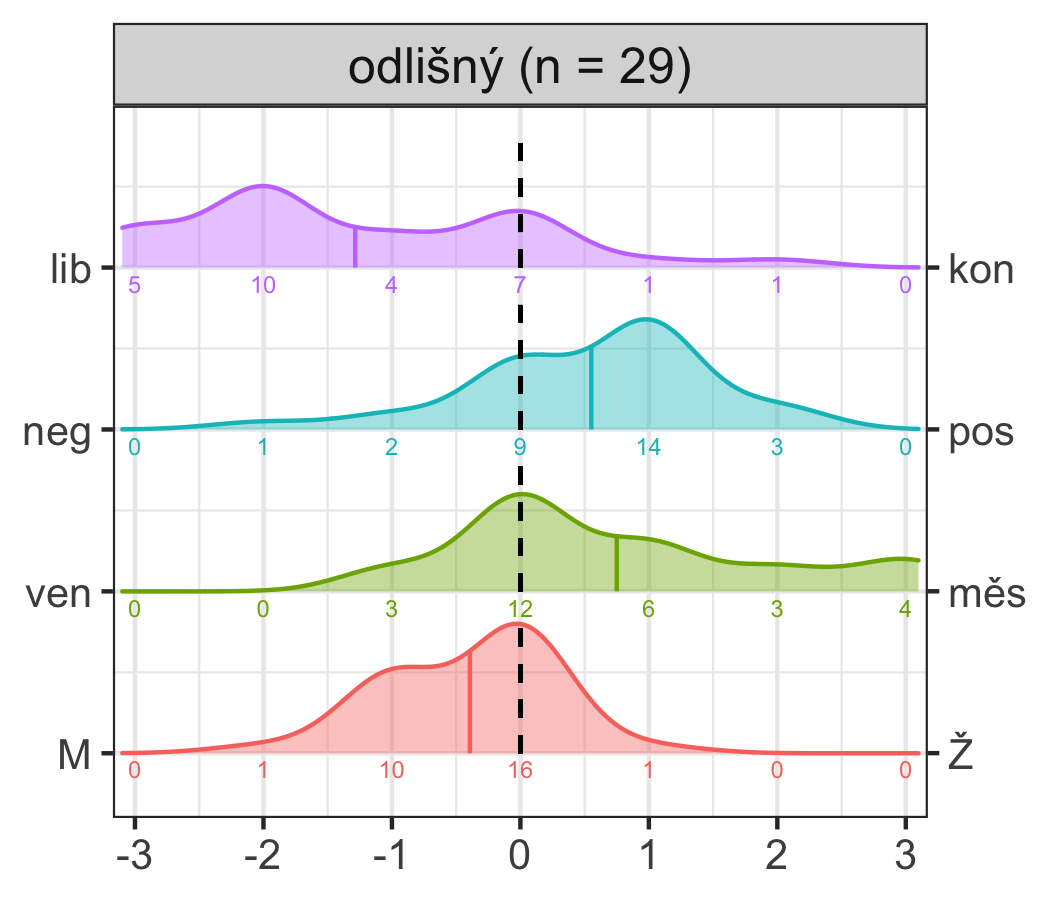 odlišný (n = 29)
lib kon
5 10 4 7 1 1 0
neg pos
0 1 2 9 14 3 0
ven měs
0 0 3 12 6 3 4
M Ž
0 1 10 16 1 0 0
-3 -2 -1 0 1 2 3